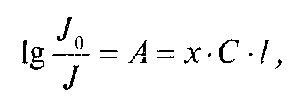 lg J₀/J = A = x · C · l ,